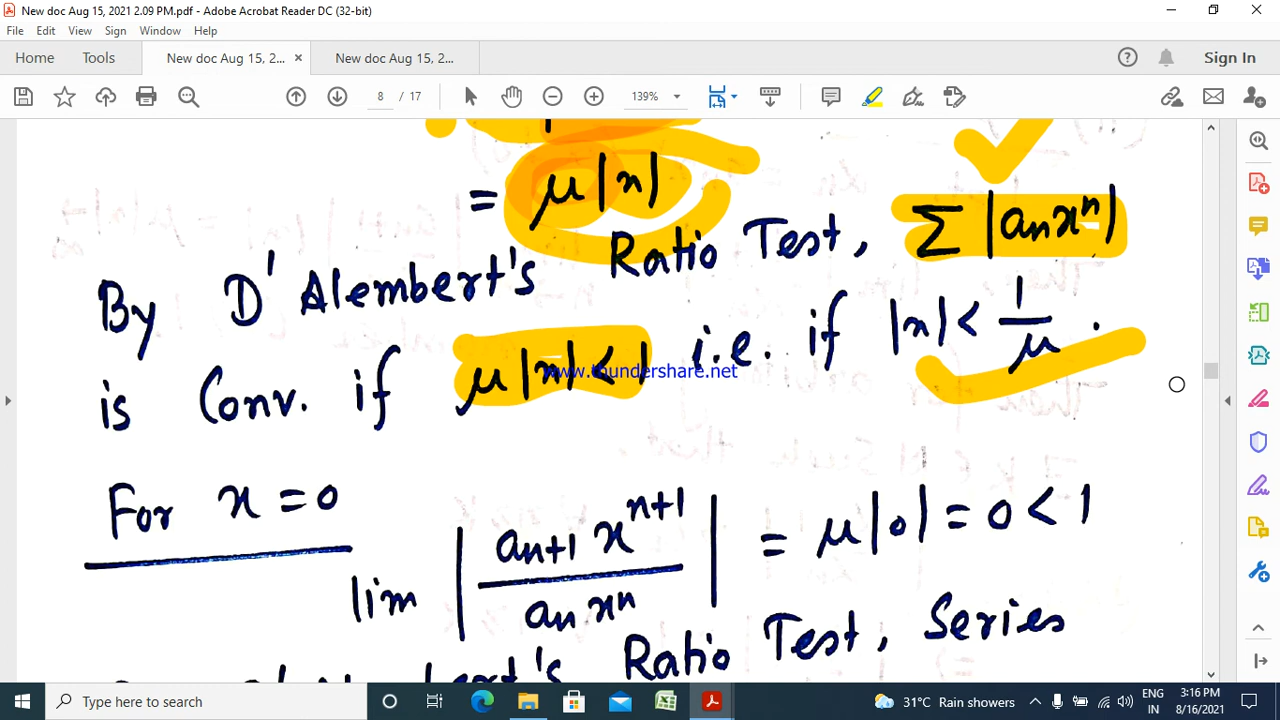 New doc Aug 15, 2021 2.09 PM.pdf - Adobe Acrobat Reader DC (32-bit)
File Edit View Sign Window Help
Home Tools New doc Aug 15, 2... × New doc Aug 15, 2... Sign In
8 / 17 139%
= μ|x|
By D'Alembert's Ratio Test, Σ |aₙxⁿ|
is Conv. if μ|x| < 1 i.e. if |x| < 1/μ .
www.thundershare.net
For x = 0
lim |aₙ₊₁ xⁿ⁺¹ / aₙ xⁿ| = μ|0| = 0 < 1
Ratio Test, Series
Type here to search
31°C Rain showers
ENG
IN
3:16 PM
8/16/2021